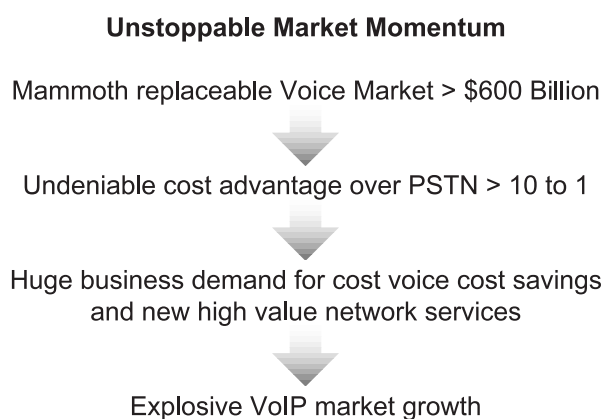 Unstoppable Market Momentum
Mammoth replaceable Voice Market > $600 Billion
Undeniable cost advantage over PSTN > 10 to 1
Huge business demand for cost voice cost savings
and new high value network services
Explosive VoIP market growth